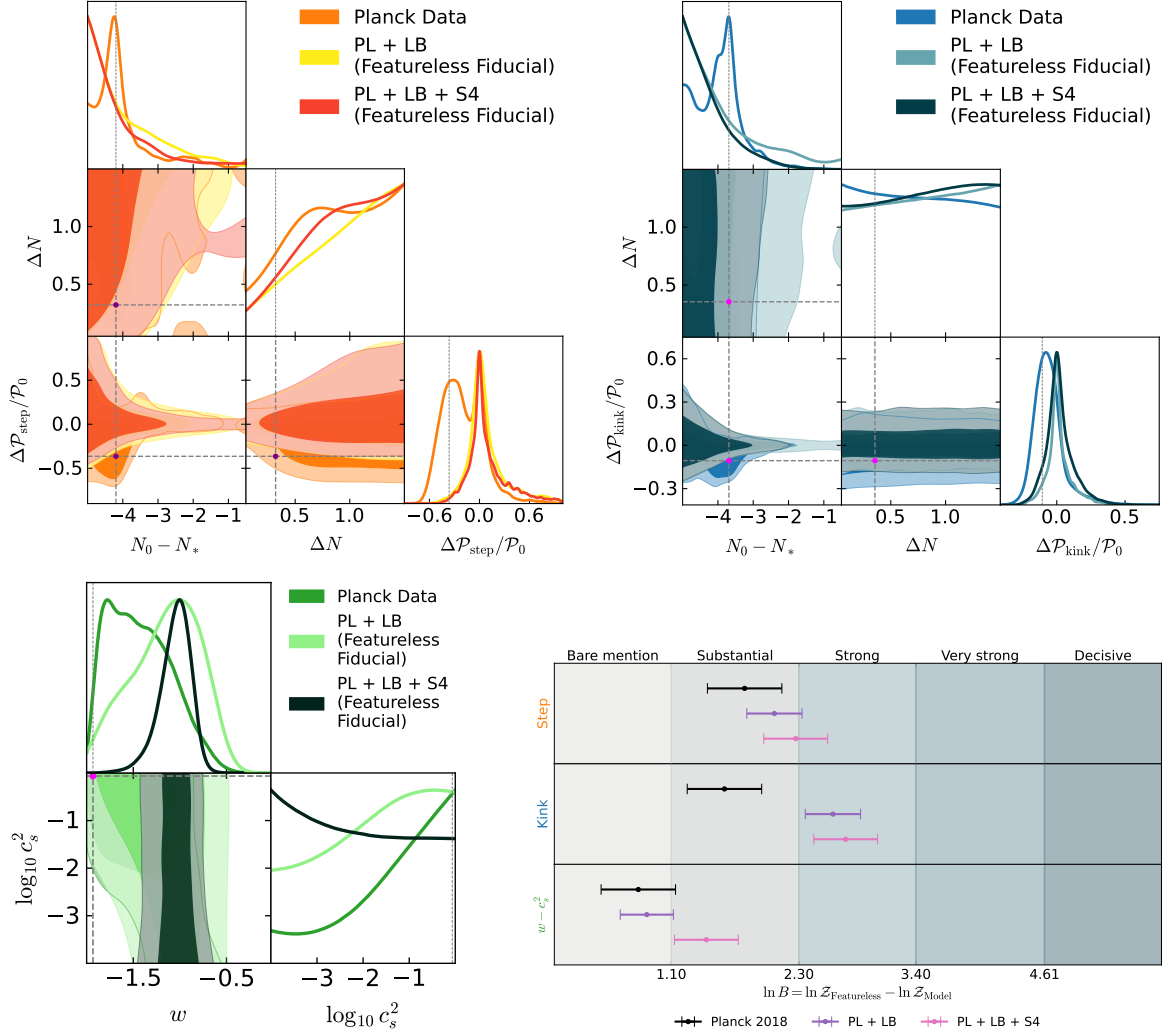 Planck Data
PL + LB
(Featureless Fiducial)
PL + LB + S4
(Featureless Fiducial)
ΔN
1.0
0.5
ΔP_step/P_0
0.5
0.0
−0.5
−4 −3 −2 −1
N_0 − N_*
0.5 1.0
ΔN
−0.6 0.0 0.6
ΔP_step/P_0
Planck Data
PL + LB
(Featureless Fiducial)
PL + LB + S4
(Featureless Fiducial)
ΔN
1.0
0.5
ΔP_kink/P_0
0.6
0.3
0.0
−0.3
−4 −3 −2 −1
N_0 − N_*
0.5 1.0
ΔN
0.0 0.6
ΔP_kink/P_0
Planck Data
PL + LB
(Featureless
Fiducial)
PL + LB + S4
(Featureless
Fiducial)
log_10 c_s^2
−1
−2
−3
−1.5 −0.5
w
−3 −2 −1
log_10 c_s^2
Bare mention Substantial Strong Very strong Decisive
Step
Kink
w − c_s^2
1.10 2.30 3.40 4.61
ln B = ln Z_Featureless − ln Z_Model
Planck 2018 PL + LB PL + LB + S4